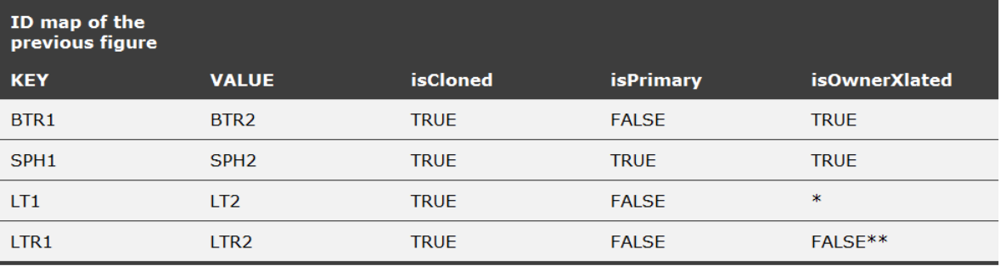 ID map of the
previous figure
KEY VALUE isCloned isPrimary isOwnerXlated
BTR1 BTR2 TRUE FALSE TRUE
SPH1 SPH2 TRUE TRUE TRUE
LT1 LT2 TRUE FALSE *
LTR1 LTR2 TRUE FALSE FALSE**